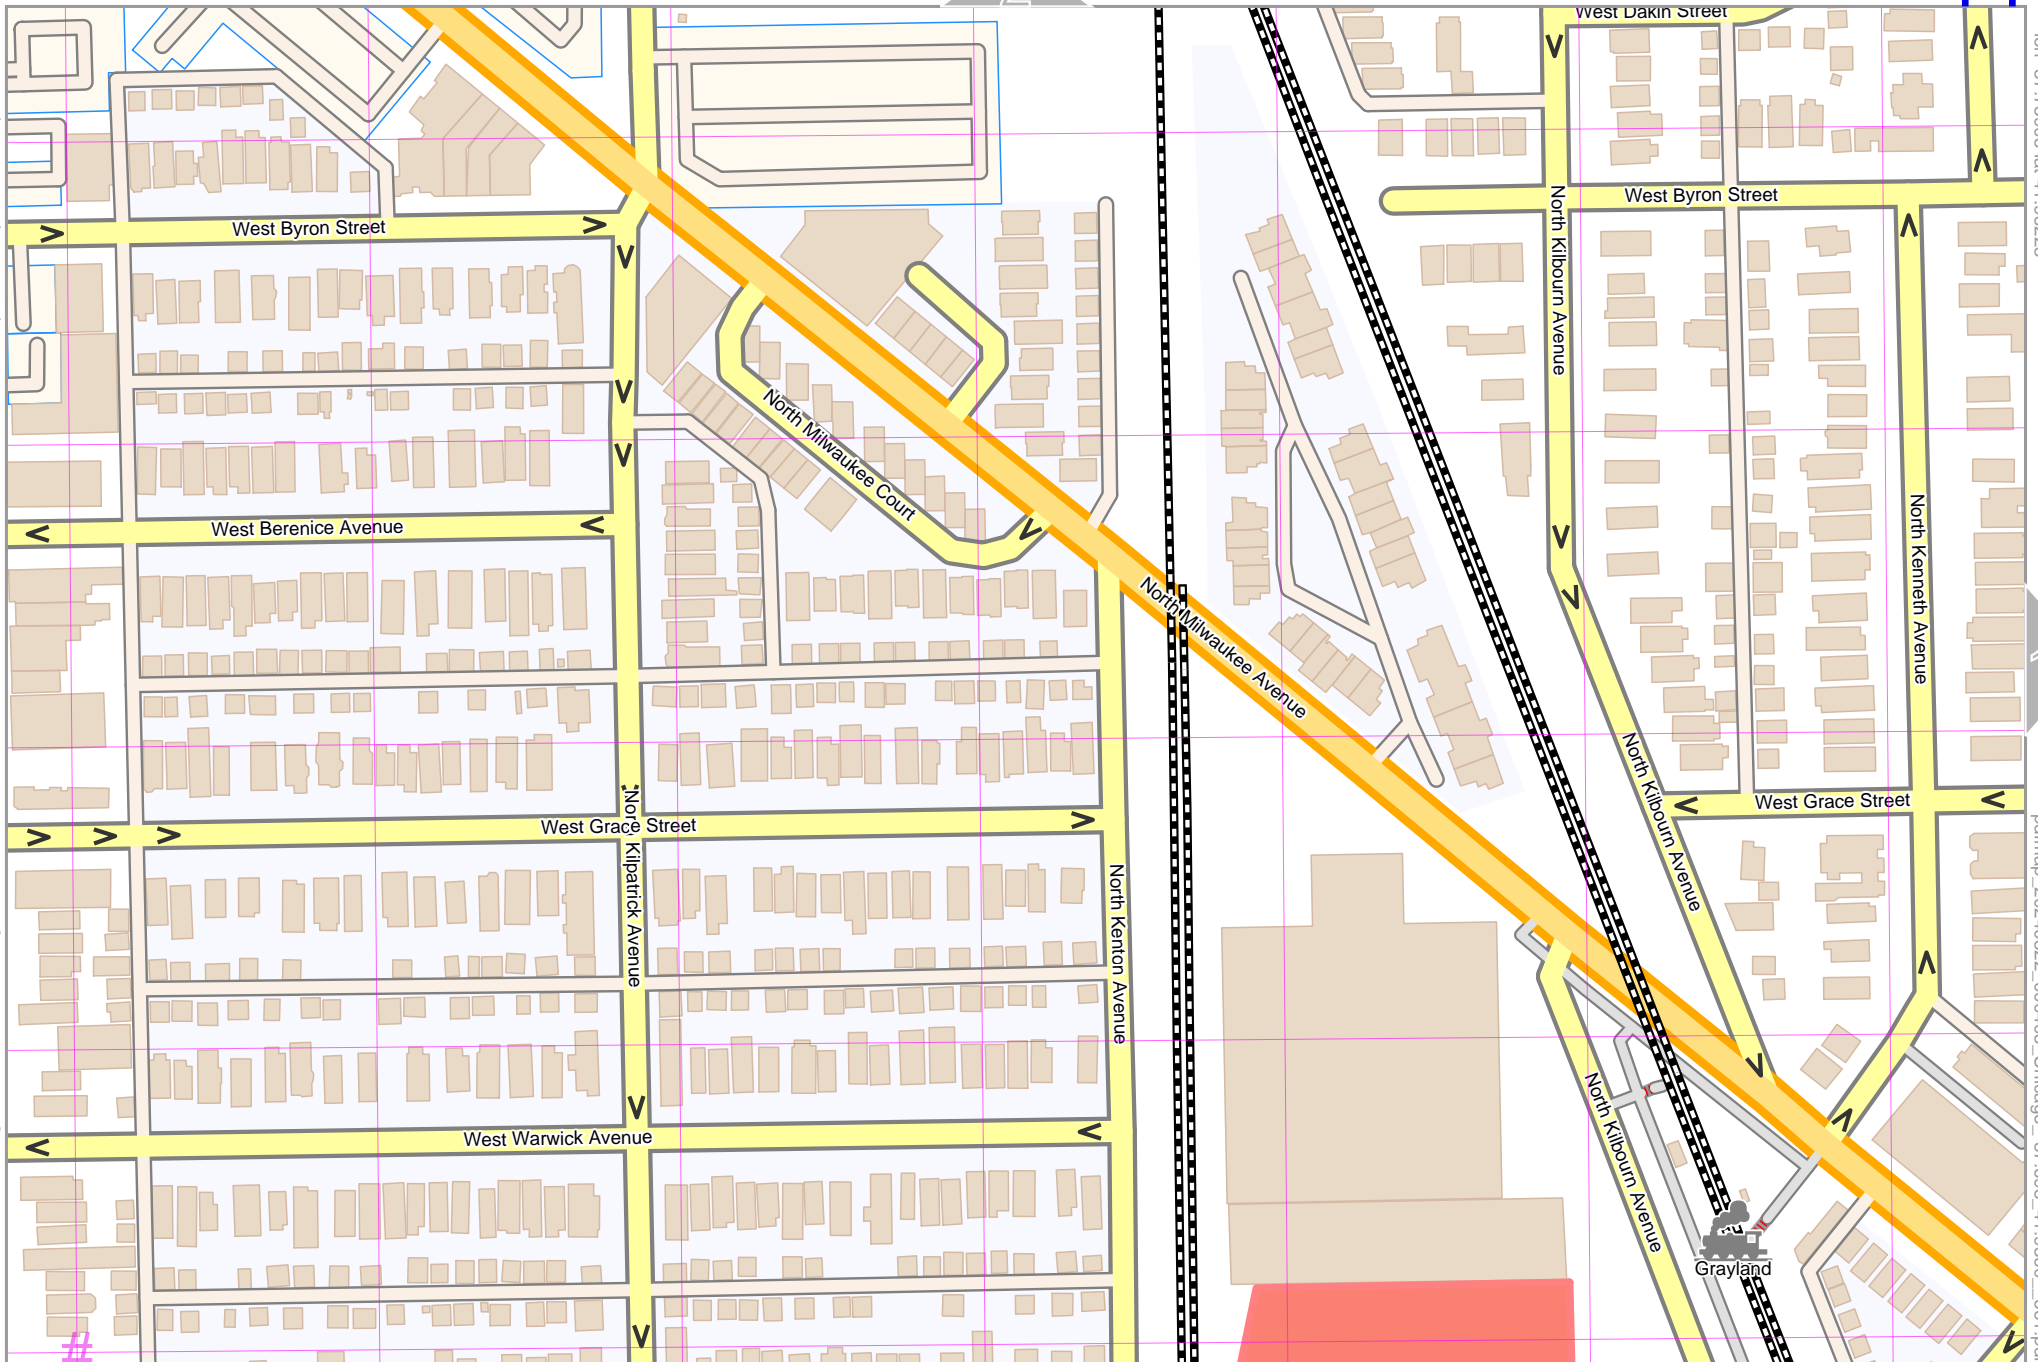 West Dakin Street
West Byron Street
West Byron Street
North Kilbourn Avenue
North Milwaukee Court
West Berenice Avenue
North Kenneth Avenue
North Milwaukee Avenue
North Kilbourn Avenue
West Grace Street
West Grace Street
North Kilpatrick Avenue
North Kenton Avenue
North Kilbourn Avenue
West Warwick Avenue
Grayland
#